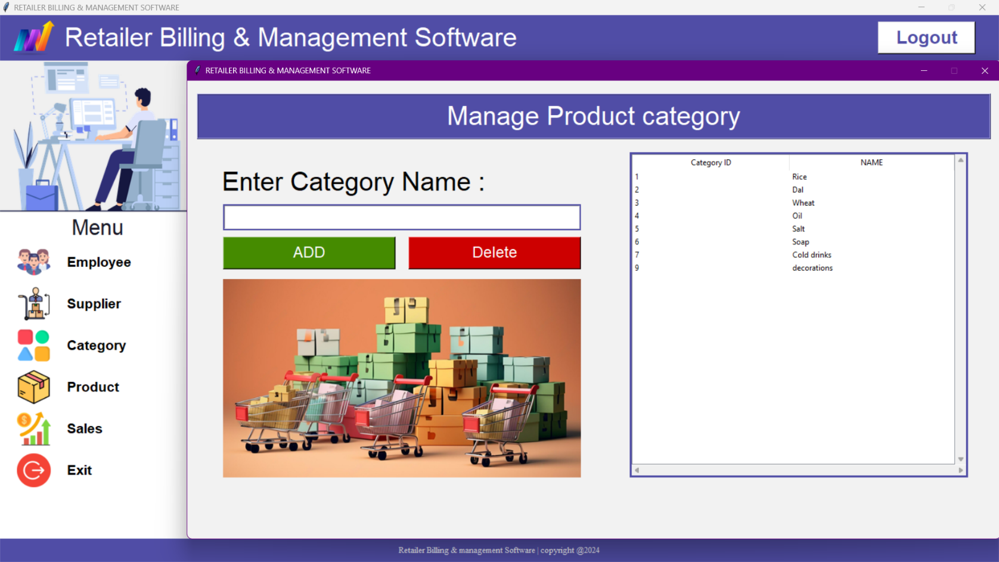 RETAILER BILLING & MANAGEMENT SOFTWARE
Retailer Billing & Management Software
Logout
RETAILER BILLING & MANAGEMENT SOFTWARE
Manage Product category
Menu
Employee
Supplier
Category
Product
Sales
Exit
Enter Category Name :
ADD Delete
Category ID NAME
1 Rice
2 Dal
3 Wheat
4 Oil
5 Salt
6 Soap
7 Cold drinks
9 decorations
Retailer Billing & management Software | copyright @2024